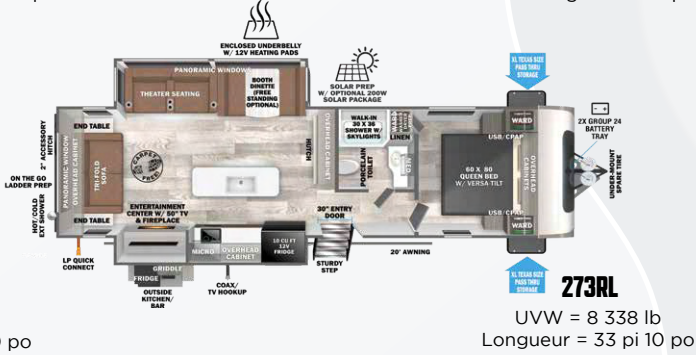 ENCLOSED UNDERBELLY
W/ 12V HEATING PADS
SOLAR PREP
W/ OPTIONAL 200W
SOLAR PACKAGE
XL TEXAS SIZE
PASS THRU
STORAGE
PANORAMIC WINDOWS
THEATER SEATING
BOOTH
DINETTE
(FREE
STANDING
OPTIONAL)
2X GROUP 24
BATTERY
TRAY
WALK-IN
30 X 36
SHOWER W/
SKYLIGHTS
LINEN
WARD
2" ACCESSORY
HITCH
END TABLE
PANORAMIC WINDOW
OVERHEAD CABINET
TRI-FOLD
SOFA
CARPET
FREE!
HUTCH
OVERHEAD CABINET
PORCELAIN
TOILET
MED
USB/CPAP
60 X 80
QUEEN BED
W/ VERSA-TILT
OVERHEAD
CABINETS
UNDER-MOUNT
SPARE TIRE
ON THE GO
LADDER PREP
HOT/COLD
EXT SHOWER
END TABLE
ENTERTAINMENT
CENTER W/ 50" TV
& FIREPLACE
30" ENTRY
DOOR
USB/CPAP
WARD
MICRO
OVERHEAD
CABINET
10 CU FT
12V
FRIDGE
20' AWNING
LP QUICK
CONNECT
GRIDDLE
FRIDGE
STURDY
STEP
XL TEXAS SIZE
PASS THRU
STORAGE
OUTSIDE
KITCHEN/
BAR
COAX/
TV HOOKUP
273RL
UVW = 8 338 lb
Longueur = 33 pi 10 po
po